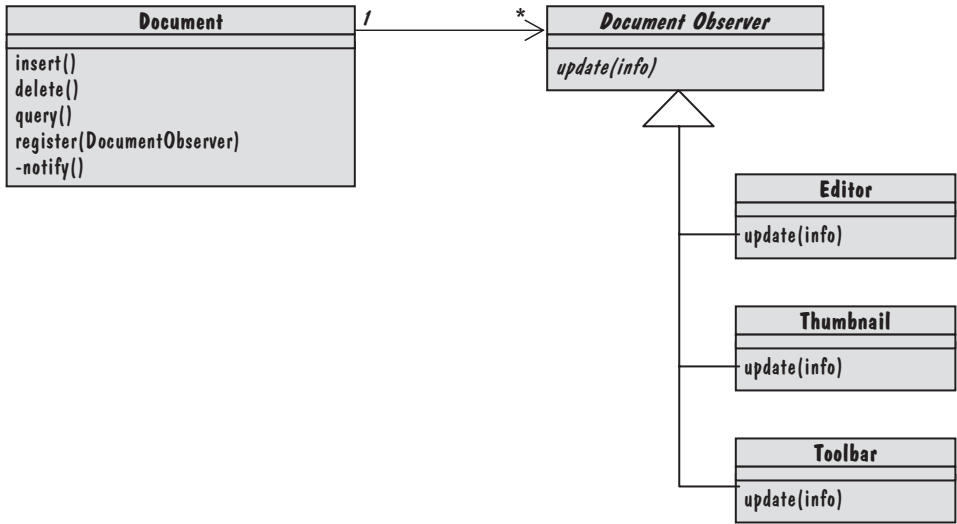 Document
insert()
delete()
query()
register(DocumentObserver)
-notify()
1
*
Document Observer
update(info)
Editor
update(info)
Thumbnail
update(info)
Toolbar
update(info)